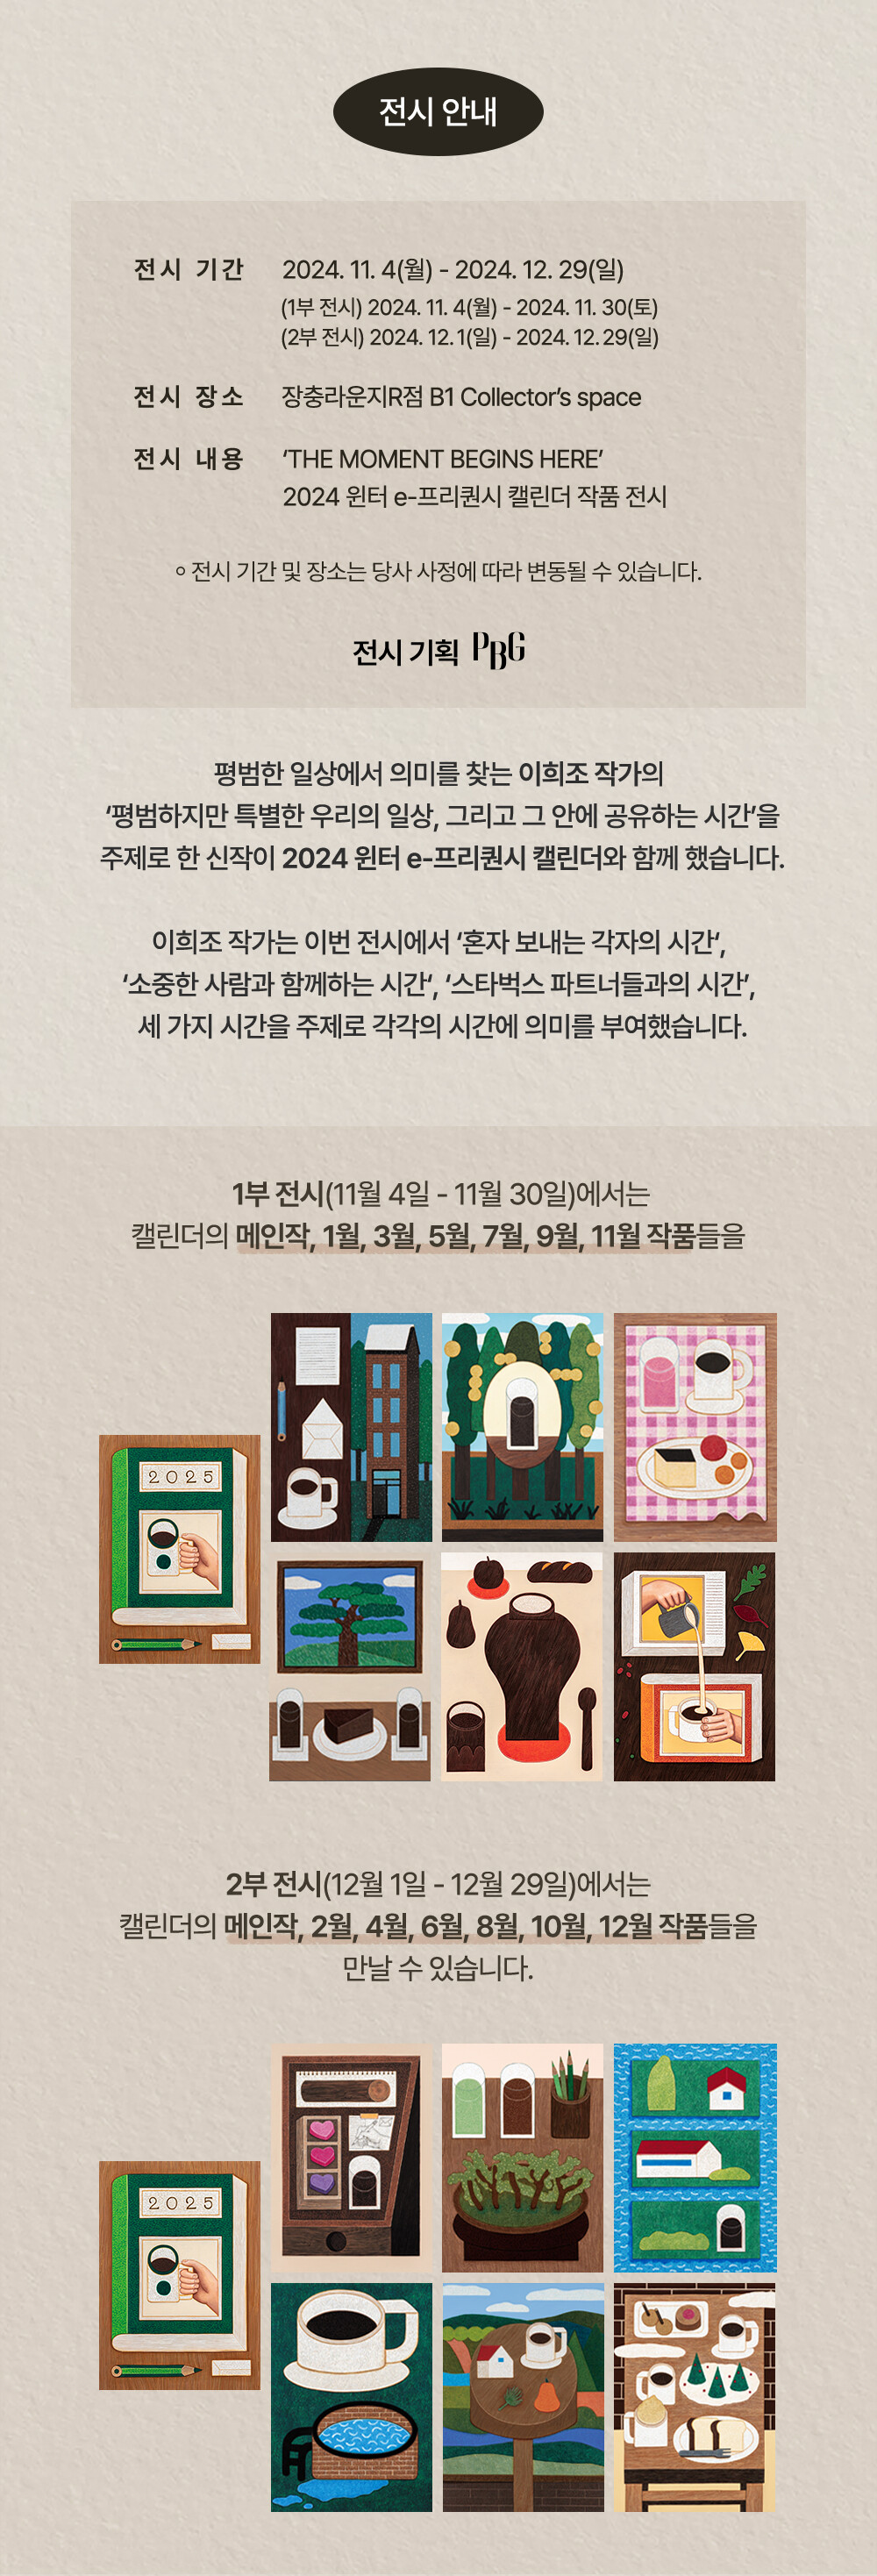 전시 안내
전시 기간 2024. 11. 4(월) - 2024. 12. 29(일)
(1부 전시) 2024. 11. 4(월) - 2024. 11. 30(토)
(2부 전시) 2024. 12. 1(일) - 2024. 12. 29(일)
전시 장소 장충라운지R점 B1 Collector’s space
전시 내용 ‘THE MOMENT BEGINS HERE’
2024 윈터 e-프리퀀시 캘린더 작품 전시
◦ 전시 기간 및 장소는 당사 사정에 따라 변동될 수 있습니다.
전시 기획 PBG
평범한 일상에서 의미를 찾는 이희조 작가의
‘평범하지만 특별한 우리의 일상, 그리고 그 안에 공유하는 시간’을
주제로 한 신작이 2024 윈터 e-프리퀀시 캘린더와 함께 했습니다.
이희조 작가는 이번 전시에서 ‘혼자 보내는 각자의 시간‘,
‘소중한 사람과 함께하는 시간‘, ‘스타벅스 파트너들과의 시간’,
세 가지 시간을 주제로 각각의 시간에 의미를 부여했습니다.
1부 전시(11월 4일 - 11월 30일)에서는
캘린더의 메인작, 1월, 3월, 5월, 7월, 9월, 11월 작품들을
2025
2부 전시(12월 1일 - 12월 29일)에서는
캘린더의 메인작, 2월, 4월, 6월, 8월, 10월, 12월 작품들을
만날 수 있습니다.
2025